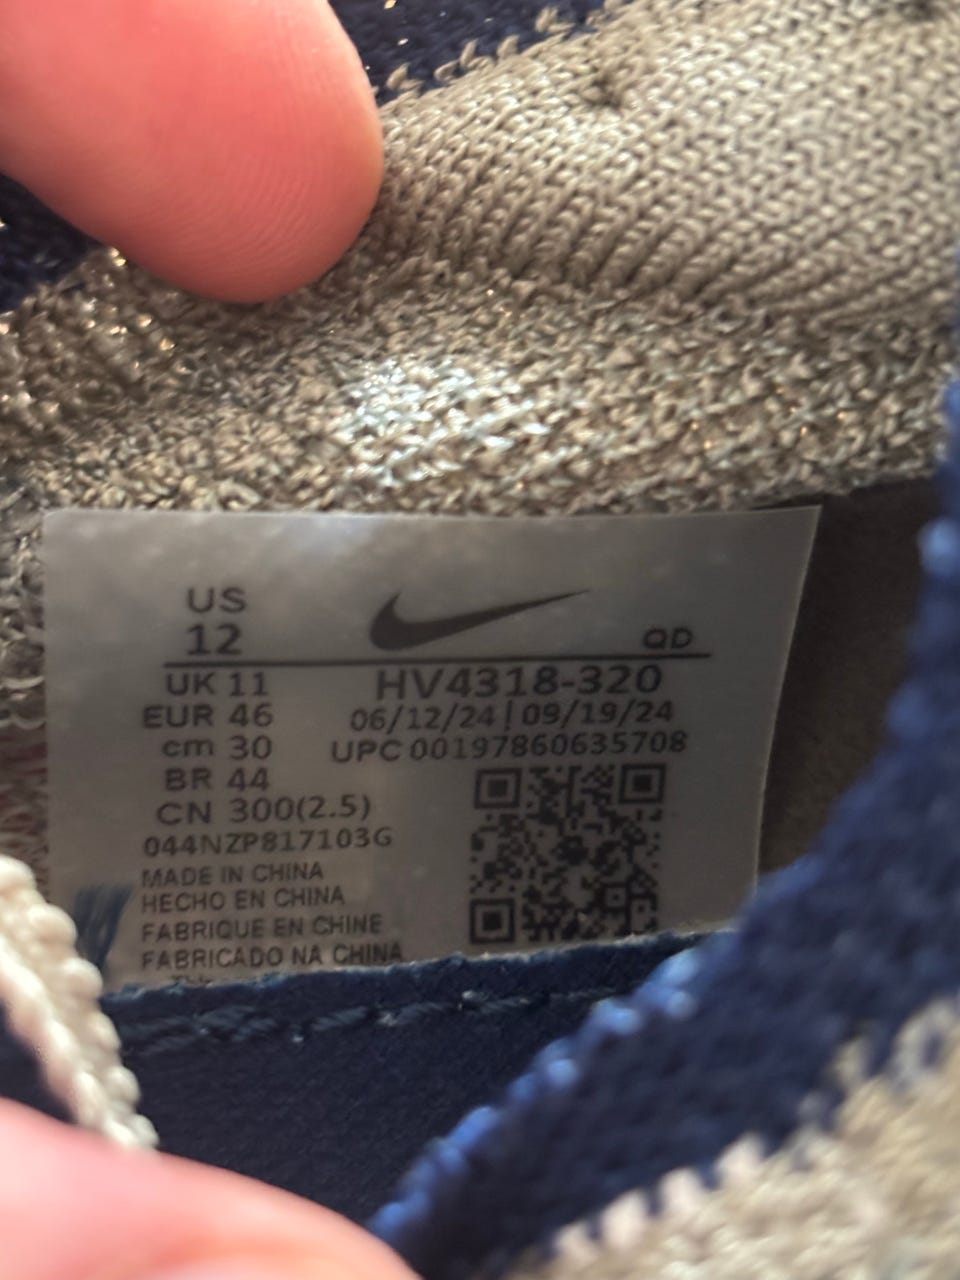 US
12
QD
UK 11
HV4318-320
EUR 46
06/12/24 | 09/19/24
cm 30
UPC 00197860635708
BR 44
CN 300(2.5)
044NZP817103G
MADE IN CHINA
HECHO EN CHINA
FABRIQUE EN CHINE
FABRICADO NA CHINA